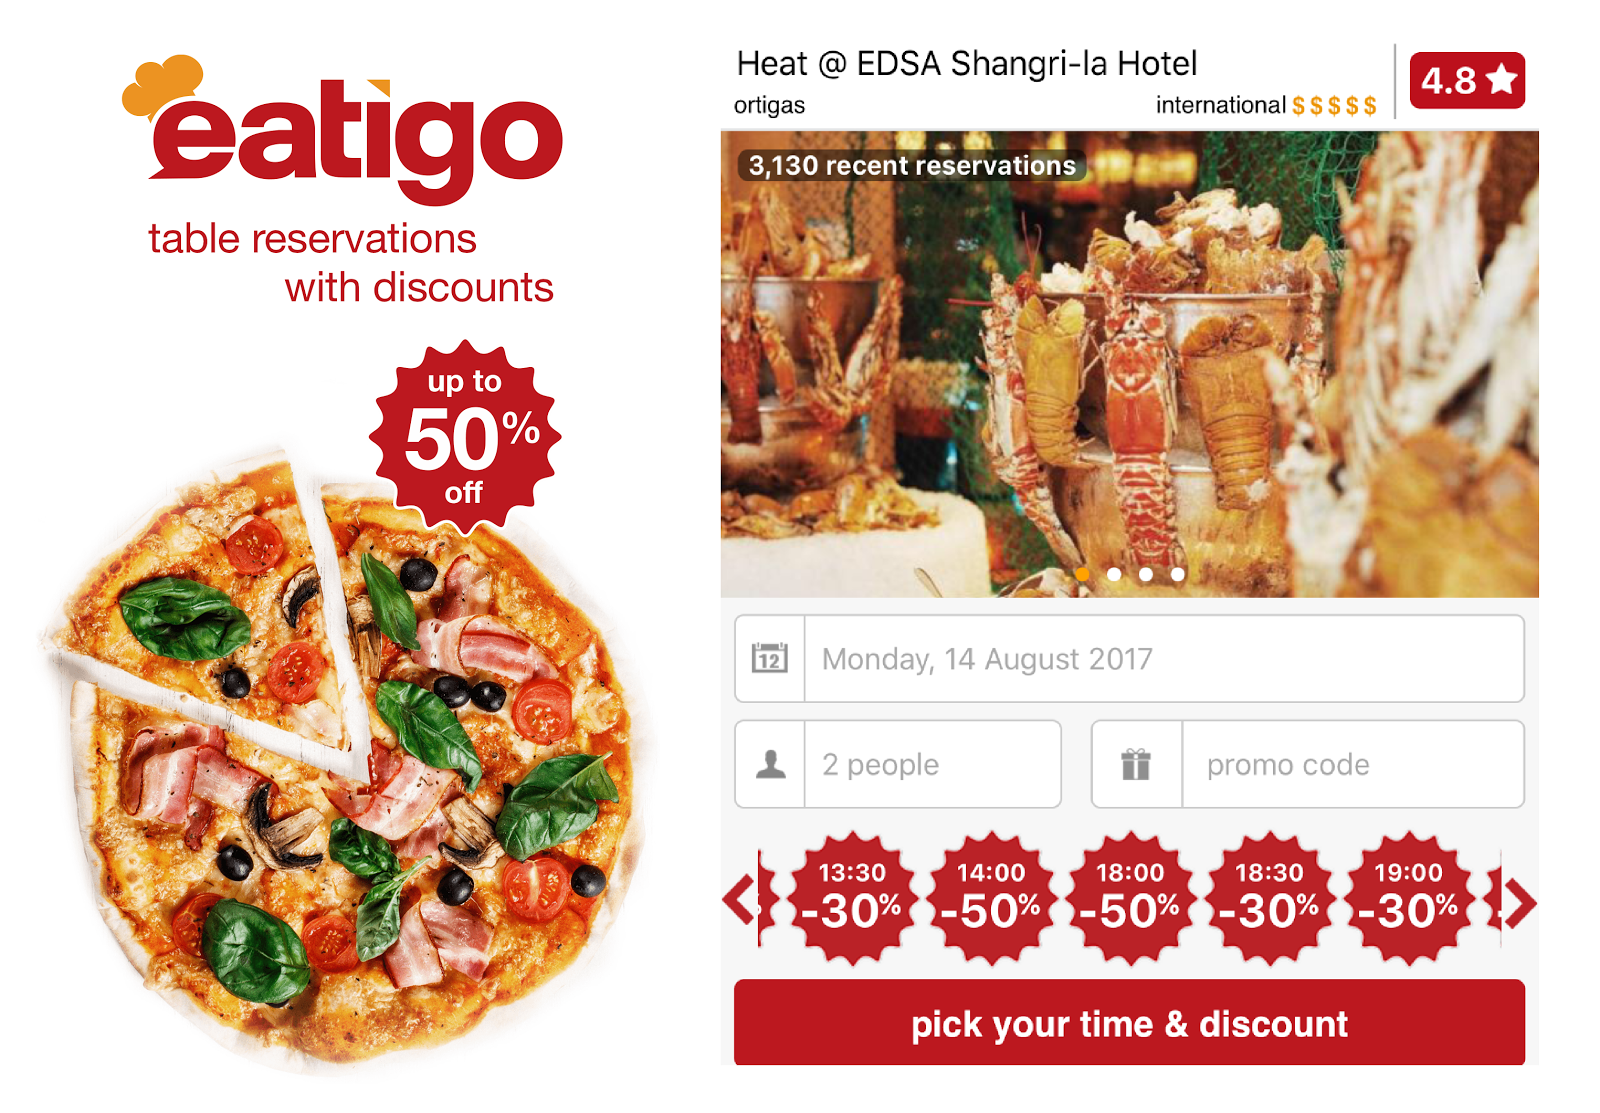 eatigo
table reservations
with discounts
up to
50%
off
Heat @ EDSA Shangri-la Hotel
4.8
ortigas
international $$$$$
3,130 recent reservations
12
Monday, 14 August 2017
2 people
promo code
13:30
-30%
14:00
-50%
18:00
-50%
18:30
-30%
19:00
-30%
pick your time & discount